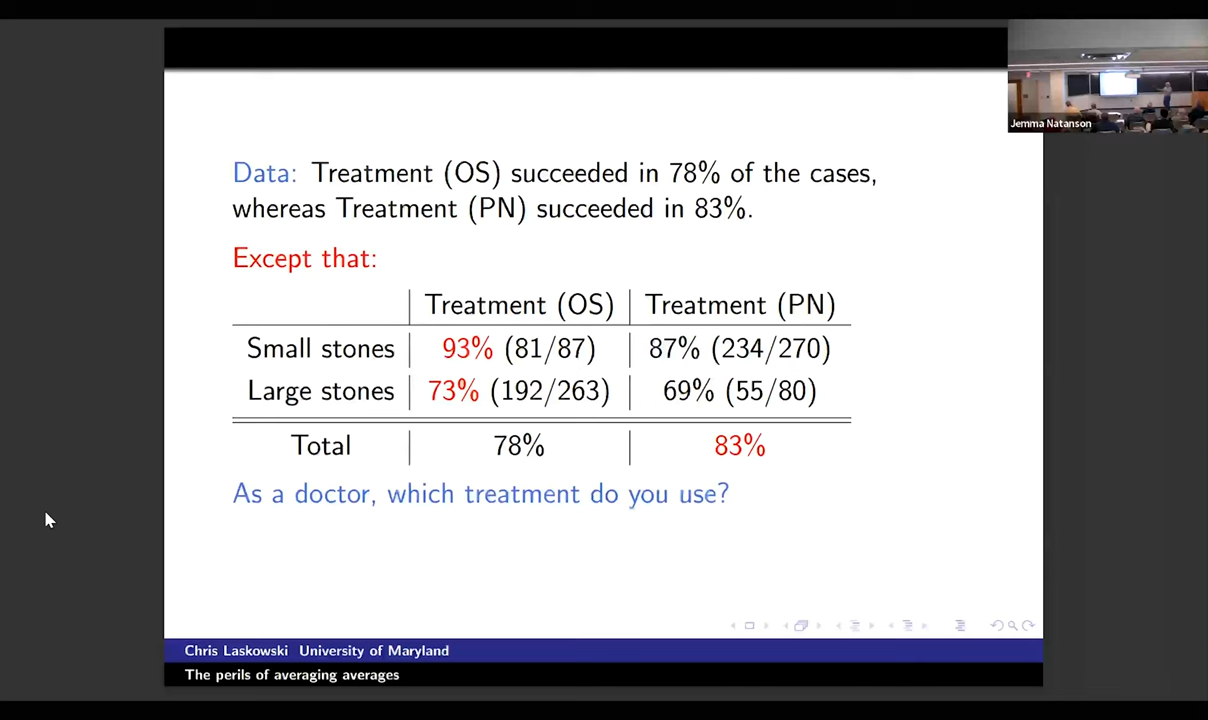 Jemma Natanson
Data: Treatment (OS) succeeded in 78% of the cases,
whereas Treatment (PN) succeeded in 83%.
Except that:
Treatment (OS) Treatment (PN)
Small stones 93% (81/87) 87% (234/270)
Large stones 73% (192/263) 69% (55/80)
Total 78% 83%
As a doctor, which treatment do you use?
Chris Laskowski University of Maryland
The perils of averaging averages